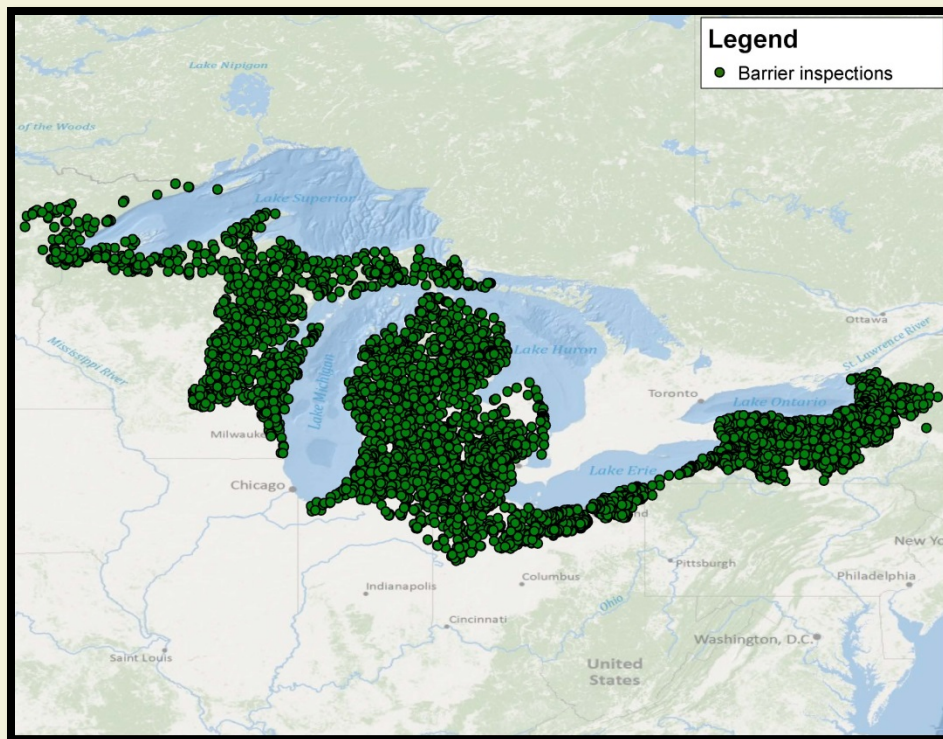 Legend
Barrier inspections
Lake Nipigon
of the Woods
Lake Superior
Ottawa
St. Lawrence River
Lake Huron
Mississippi River
Lake Michigan
Toronto
Lake Ontario
Milwauke
Lake Erie
Chicago
nd
New Yo
Pittsburgh
Philadelphia
Indianapolis
Columbus
Ohio
Cincinnati
Washington, D.C.
Saint Louis
United
States